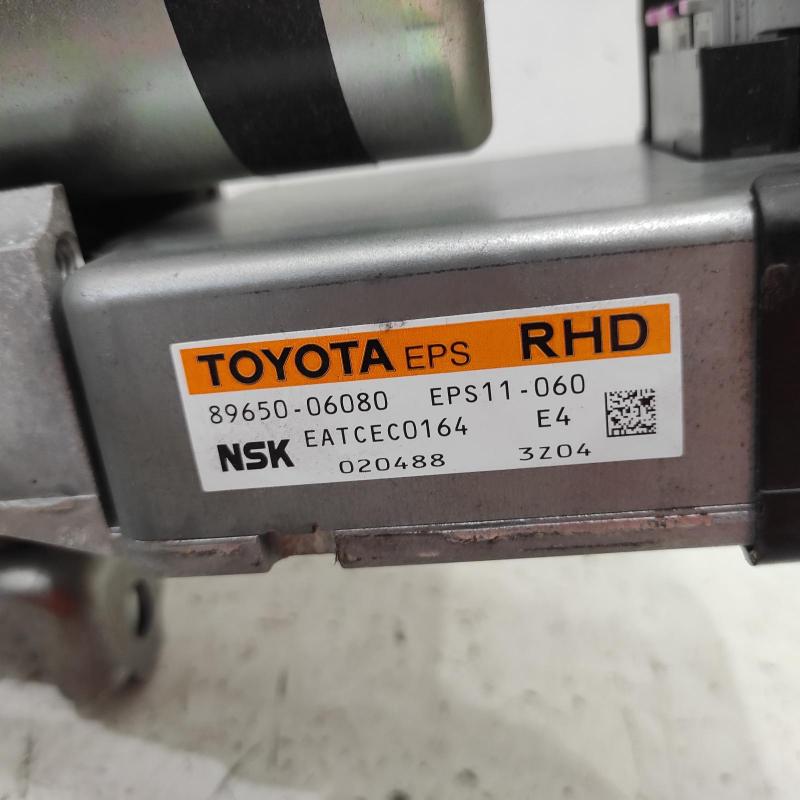 TOYOTA EPS RHD
89650-06080 EPS11-060
NSK EATCEC0164 E4
020488 3Z04